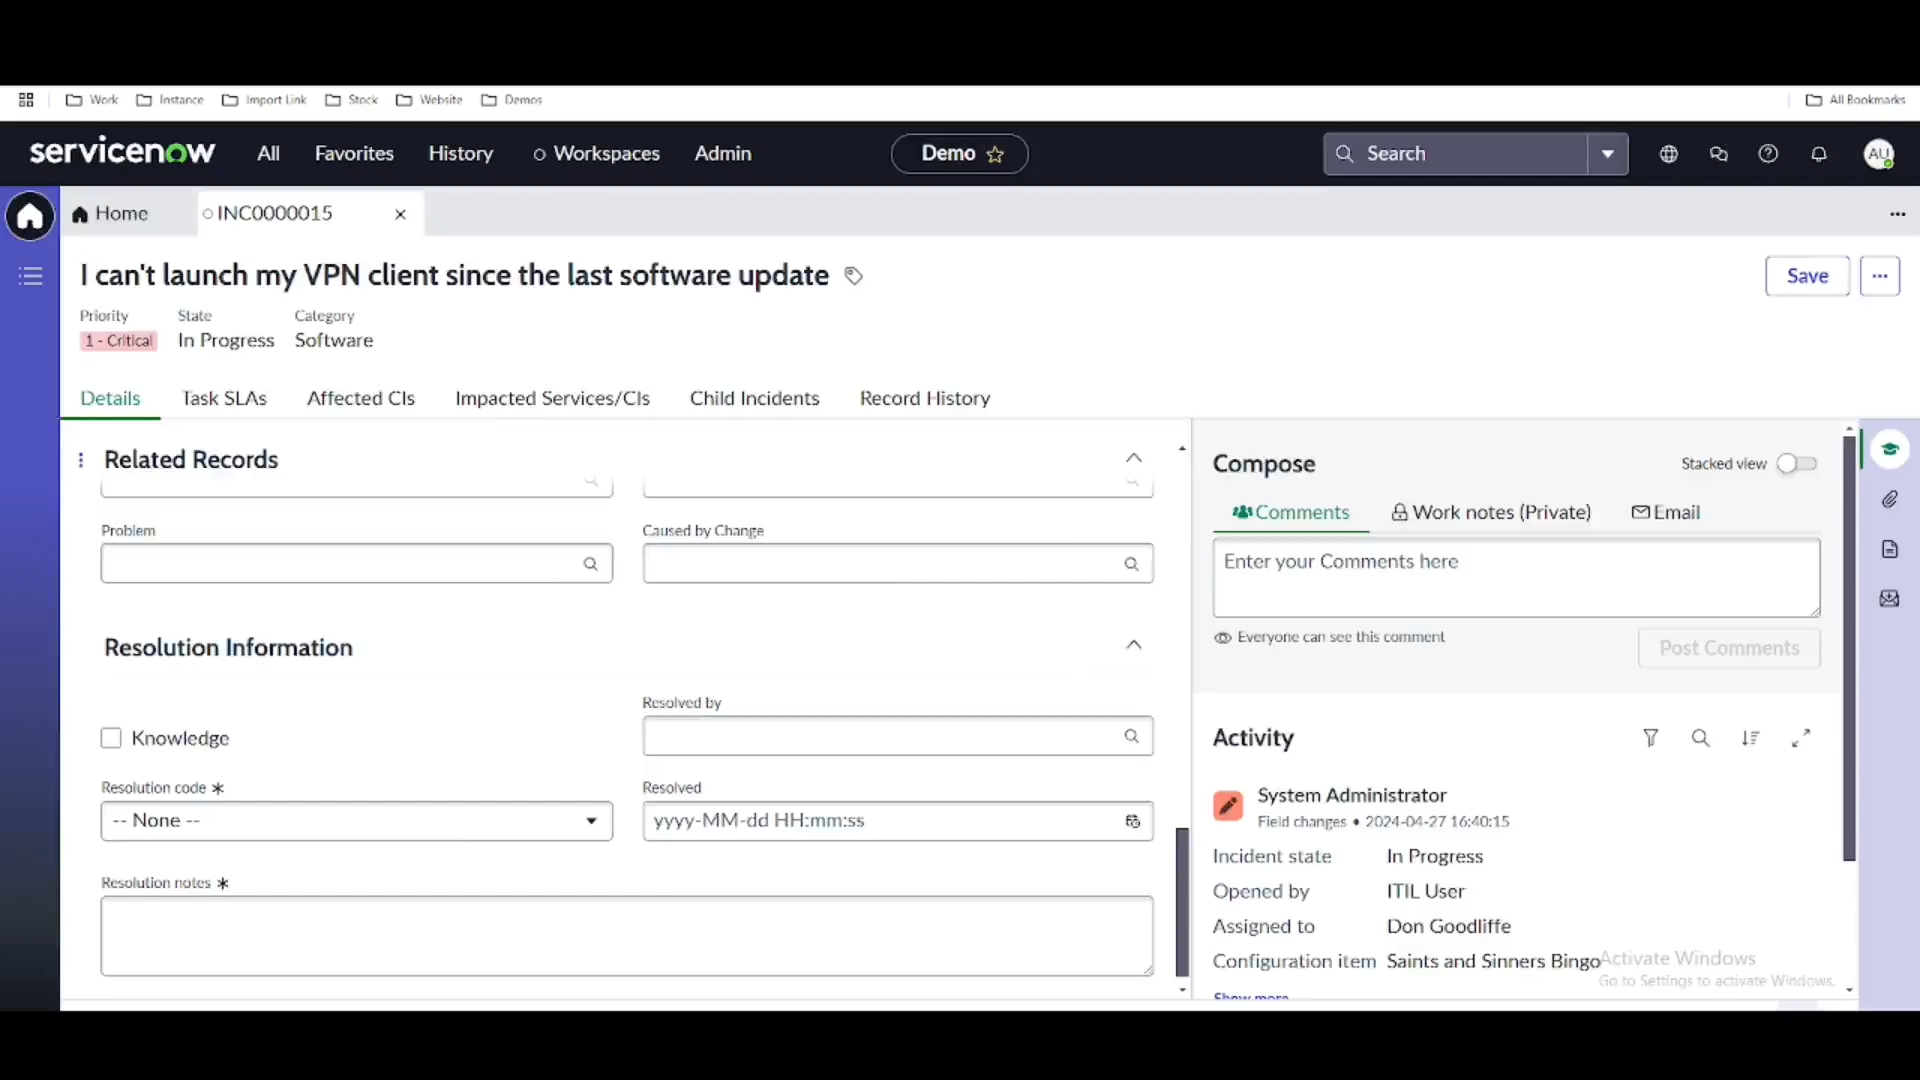 Work Instance Import Link Stock Website Demos All Bookmarks
servicenow All Favorites History Workspaces Admin Demo Search AU
Home INC0000015
I can't launch my VPN client since the last software update
Save
Priority State Category
1 - Critical In Progress Software
Details Task SLAs Affected CIs Impacted Services/CIs Child Incidents Record History
Related Records
Problem Caused by Change
Resolution Information
Resolved by
Knowledge
Resolution code * Resolved
-- None -- yyyy-MM-dd HH:mm:ss
Resolution notes *
Compose Stacked view
Comments Work notes (Private) Email
Enter your Comments here
Everyone can see this comment
Post Comments
Activity
System Administrator
Field changes • 2024-04-27 16:40:15
Incident state In Progress
Opened by ITIL User
Assigned to Don Goodliffe
Configuration item Saints and Sinners Bingo
Show more
Activate Windows
Go to Settings to activate Windows.